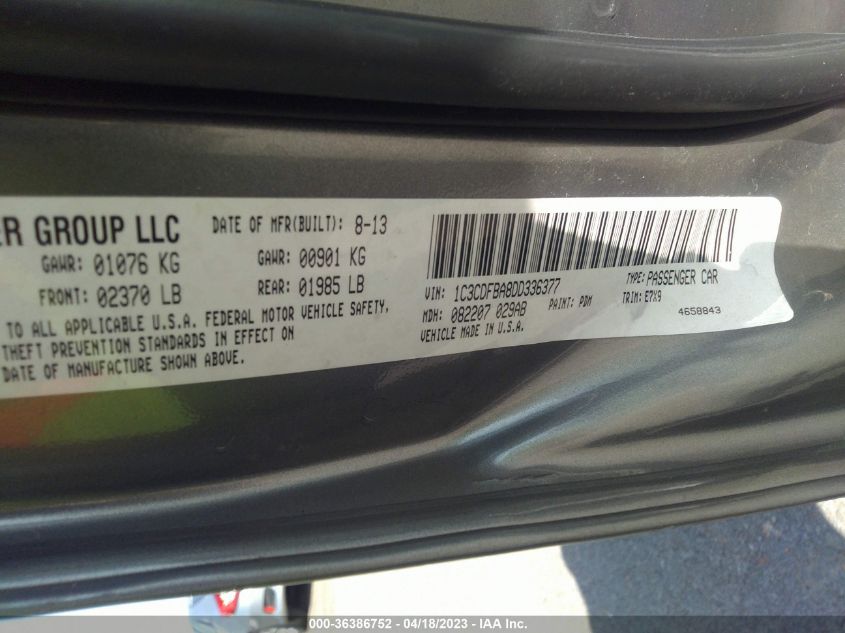 ER GROUP LLC
DATE OF MFR(BUILT): 8-13
GAWR: 01076 KG
GAWR: 00901 KG
FRONT: 02370 LB
REAR: 01985 LB
TO ALL APPLICABLE U.S.A. FEDERAL MOTOR VEHICLE SAFETY,
THEFT PREVENTION STANDARDS IN EFFECT ON
DATE OF MANUFACTURE SHOWN ABOVE.
VIN: 1C3CDFBA8DD336377
TYPE: PASSENGER CAR
MDH: 082207 029AB
PAINT: PDM
TRIM: E7X9
VEHICLE MADE IN U.S.A.
4658843
000-36386752 - 04/18/2023 - IAA Inc.